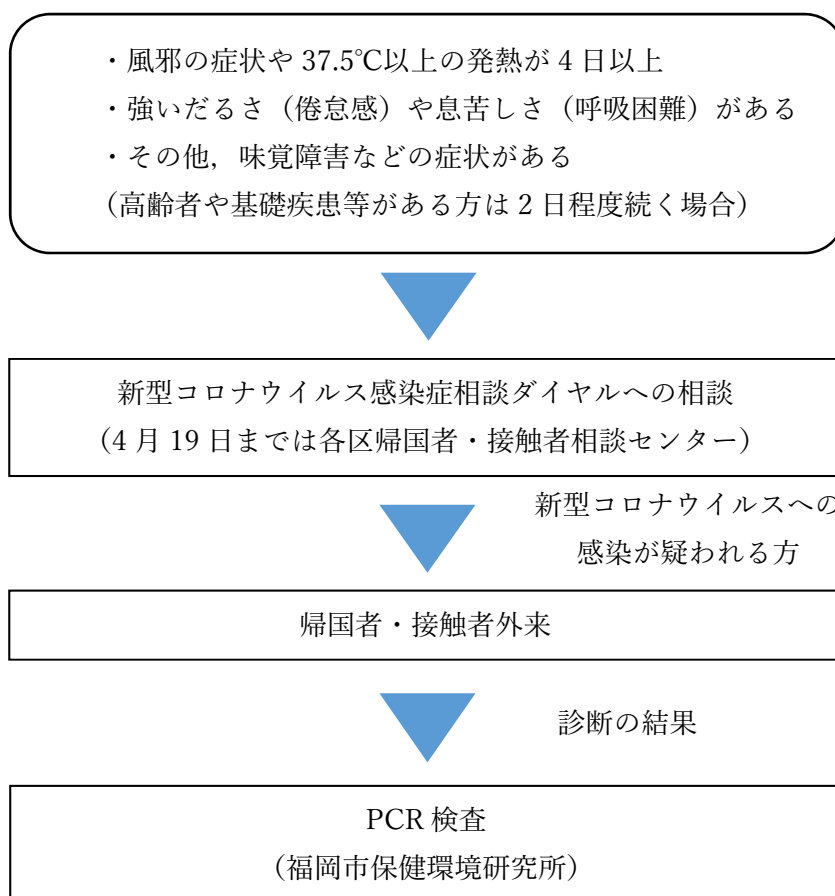 ・風邪の症状や 37.5℃以上の発熱が 4 日以上
・強いだるさ（倦怠感）や息苦しさ（呼吸困難）がある
・その他，味覚障害などの症状がある
（高齢者や基礎疾患等がある方は 2 日程度続く場合）
新型コロナウイルス感染症相談ダイヤルへの相談
（4 月 19 日までは各区帰国者・接触者相談センター）
新型コロナウイルスへの
感染が疑われる方
帰国者・接触者外来
診断の結果
PCR 検査
（福岡市保健環境研究所）